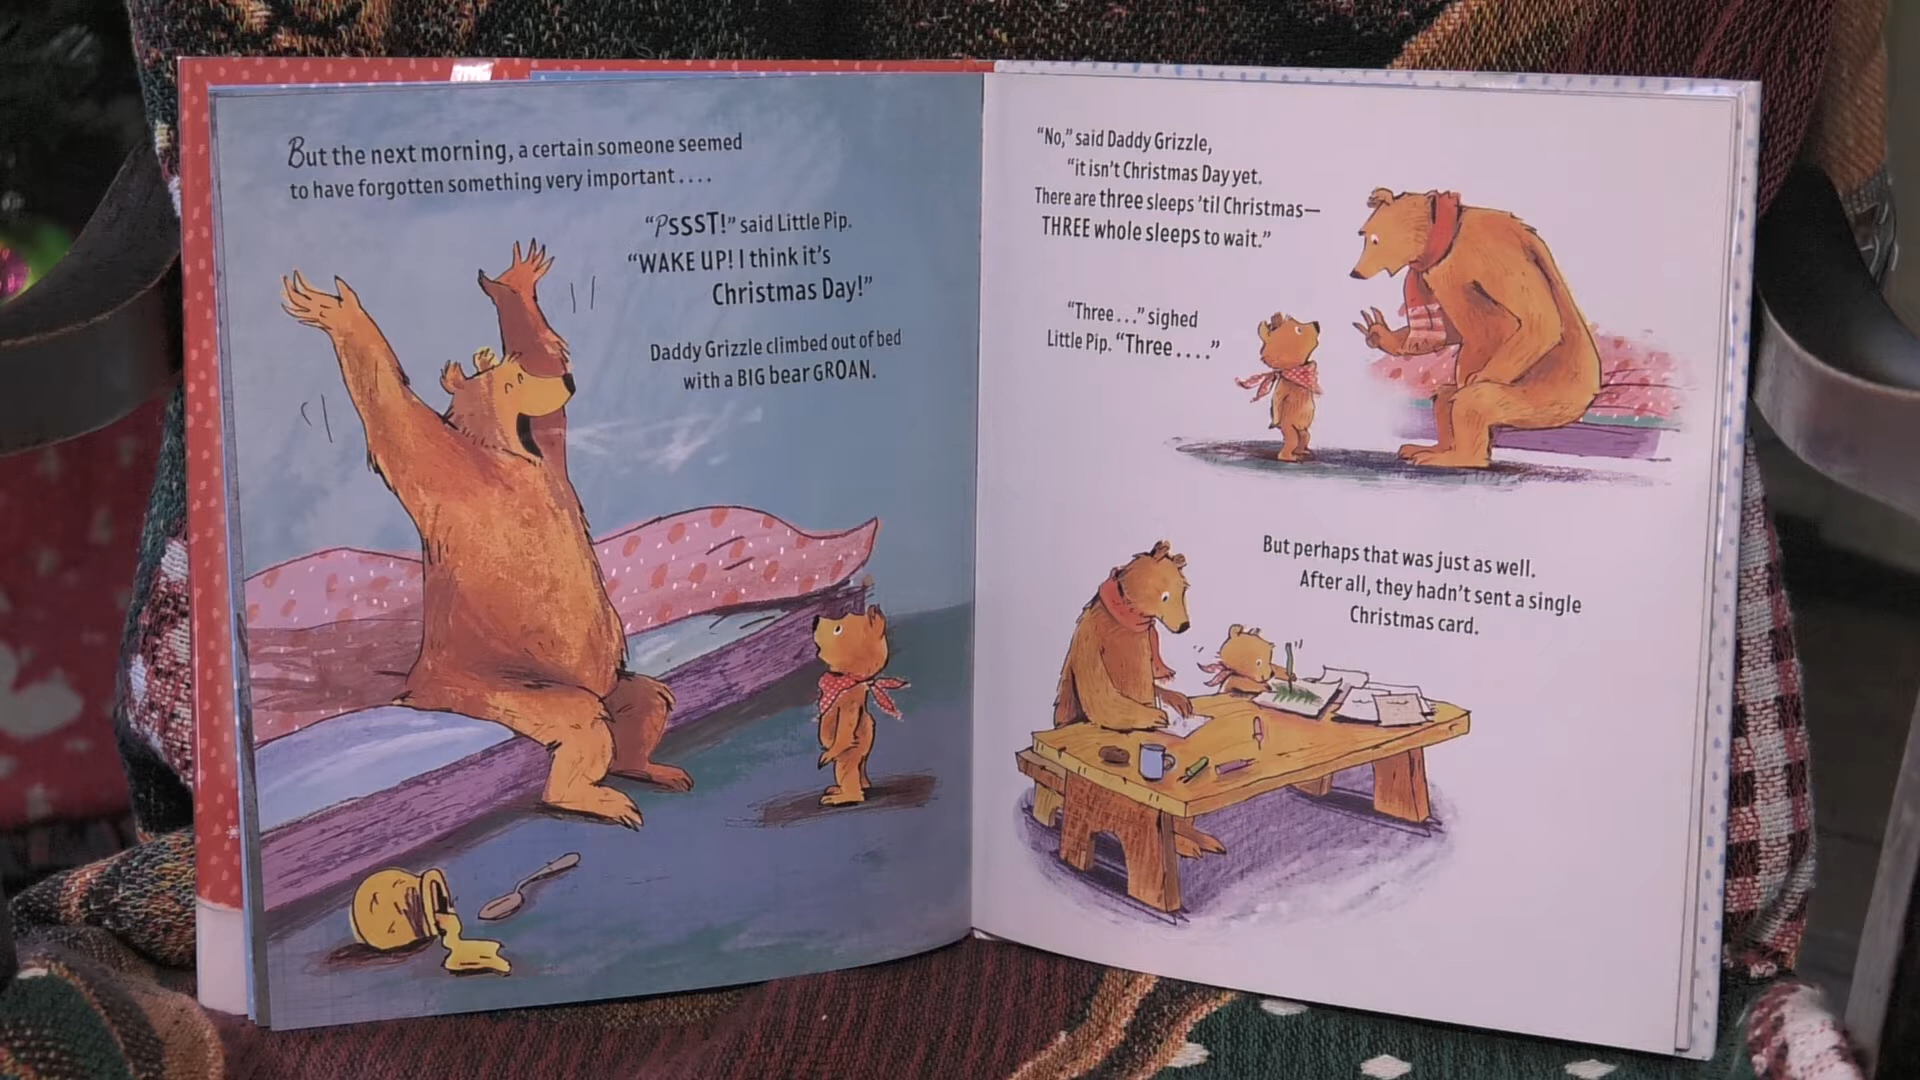 But the next morning, a certain someone seemed
to have forgotten something very important....
“PSSST!” said Little Pip.
“WAKE UP! I think it’s
Christmas Day!”
Daddy Grizzle climbed out of bed
with a BIG bear GROAN.
“No,” said Daddy Grizzle,
“it isn’t Christmas Day yet.
There are three sleeps ’til Christmas—
THREE whole sleeps to wait.”
“Three...” sighed
Little Pip. “Three....”
But perhaps that was just as well.
After all, they hadn’t sent a single
Christmas card.